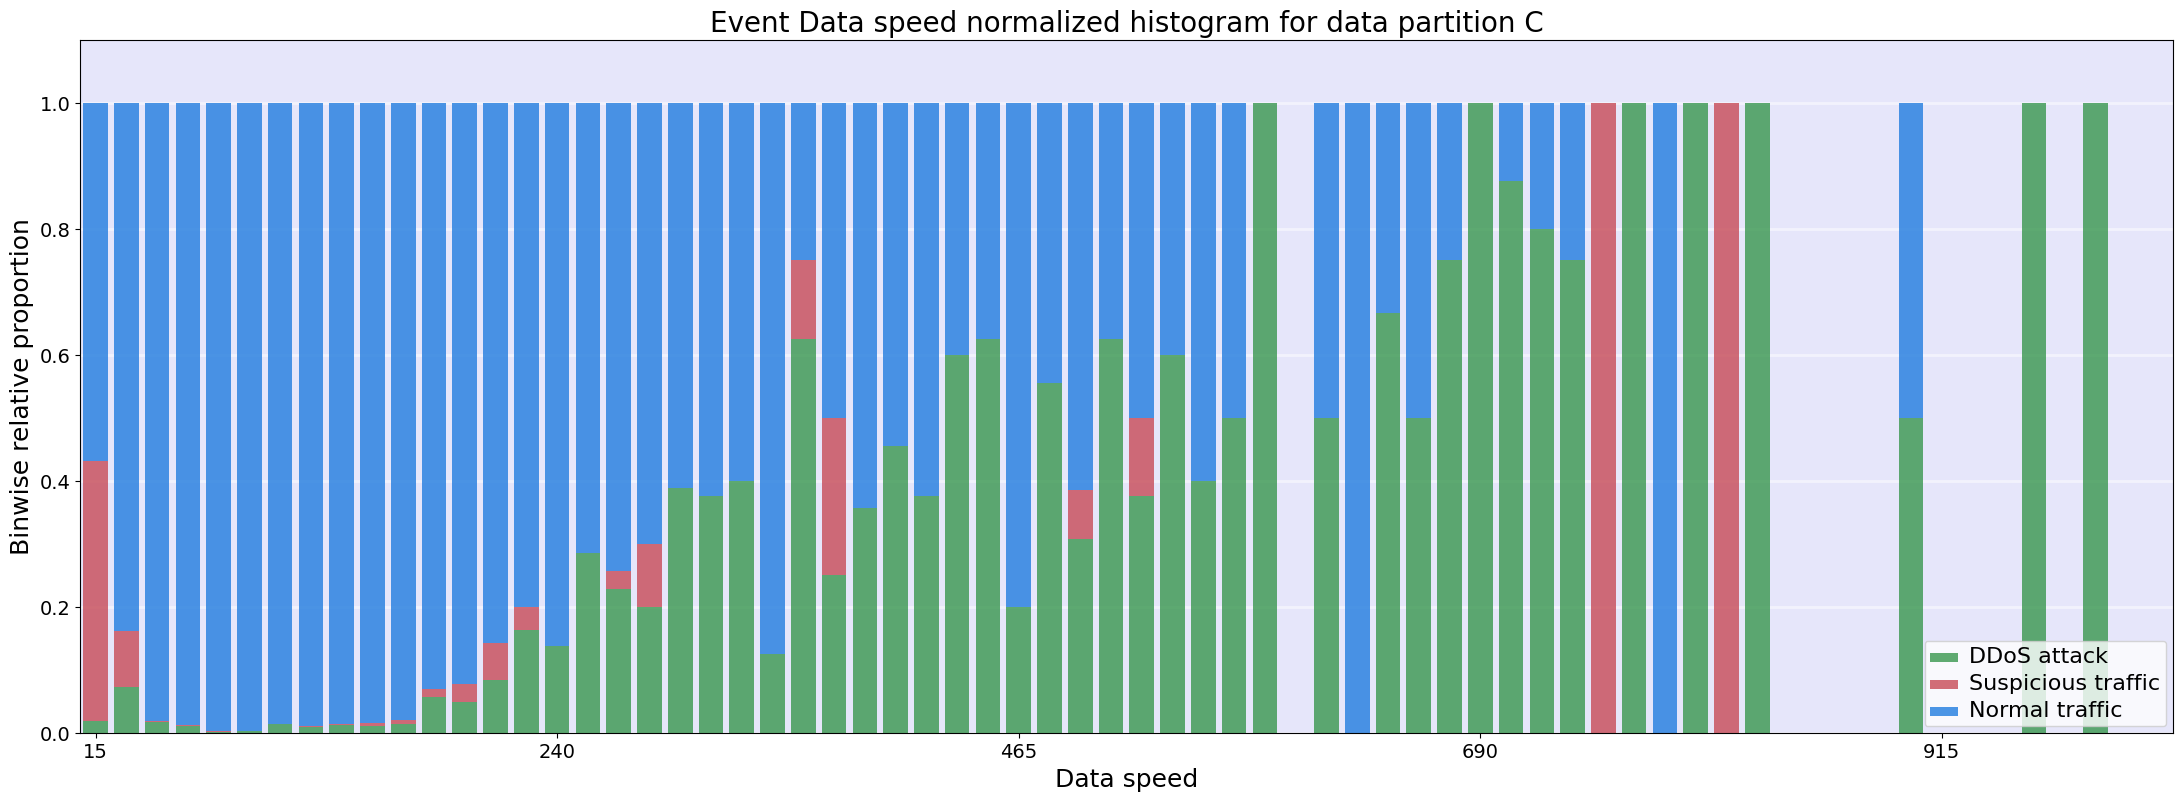 Event Data speed normalized histogram for data partition C
Binwise relative proportion
1.0
0.8
0.6
0.4
0.2
0.0
15 240 465 690 915
Data speed
DDoS attack
Suspicious traffic
Normal traffic